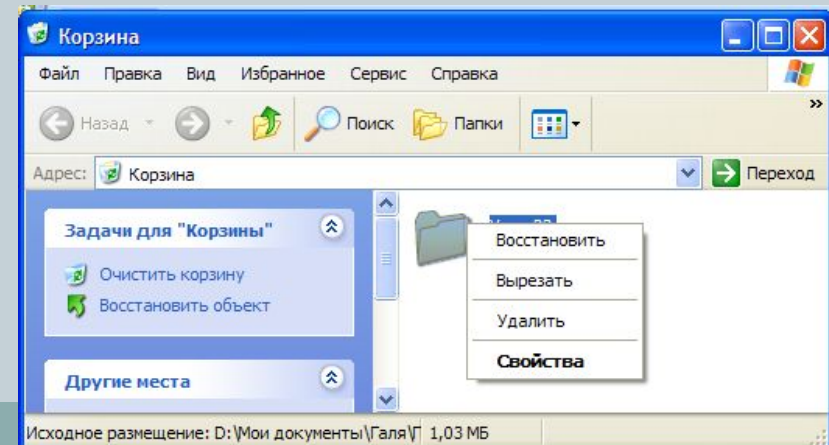 Корзина
Файл Правка Вид Избранное Сервис Справка
Назад Поиск Папки »
Адрес: Корзина Переход
Задачи для "Корзины"
Очистить корзину
Восстановить объект
Другие места
Восстановить
Вырезать
Удалить
Свойства
Исходное размещение: D:\Мои документы\Галя\ 1,03 МБ